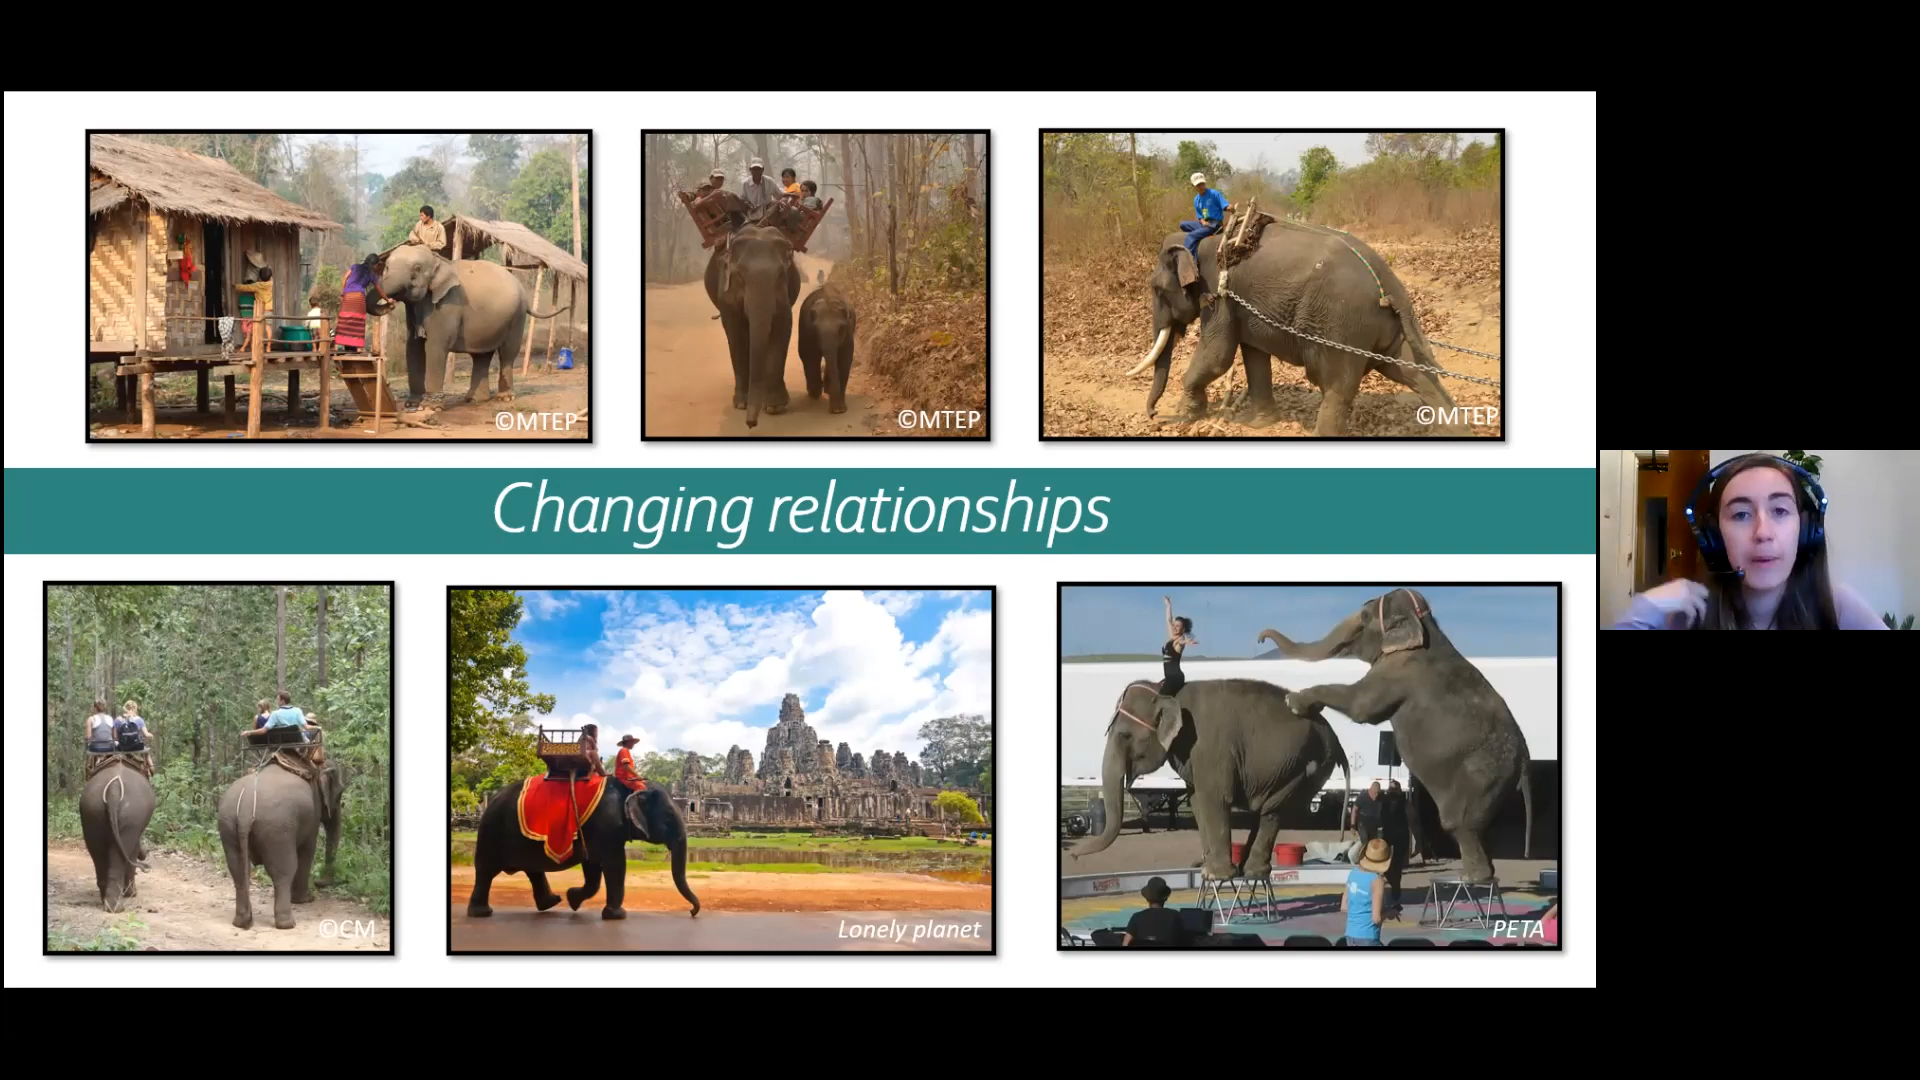 ©MTEP
©MTEP
©MTEP
Changing relationships
©CM
Lonely planet
PETA